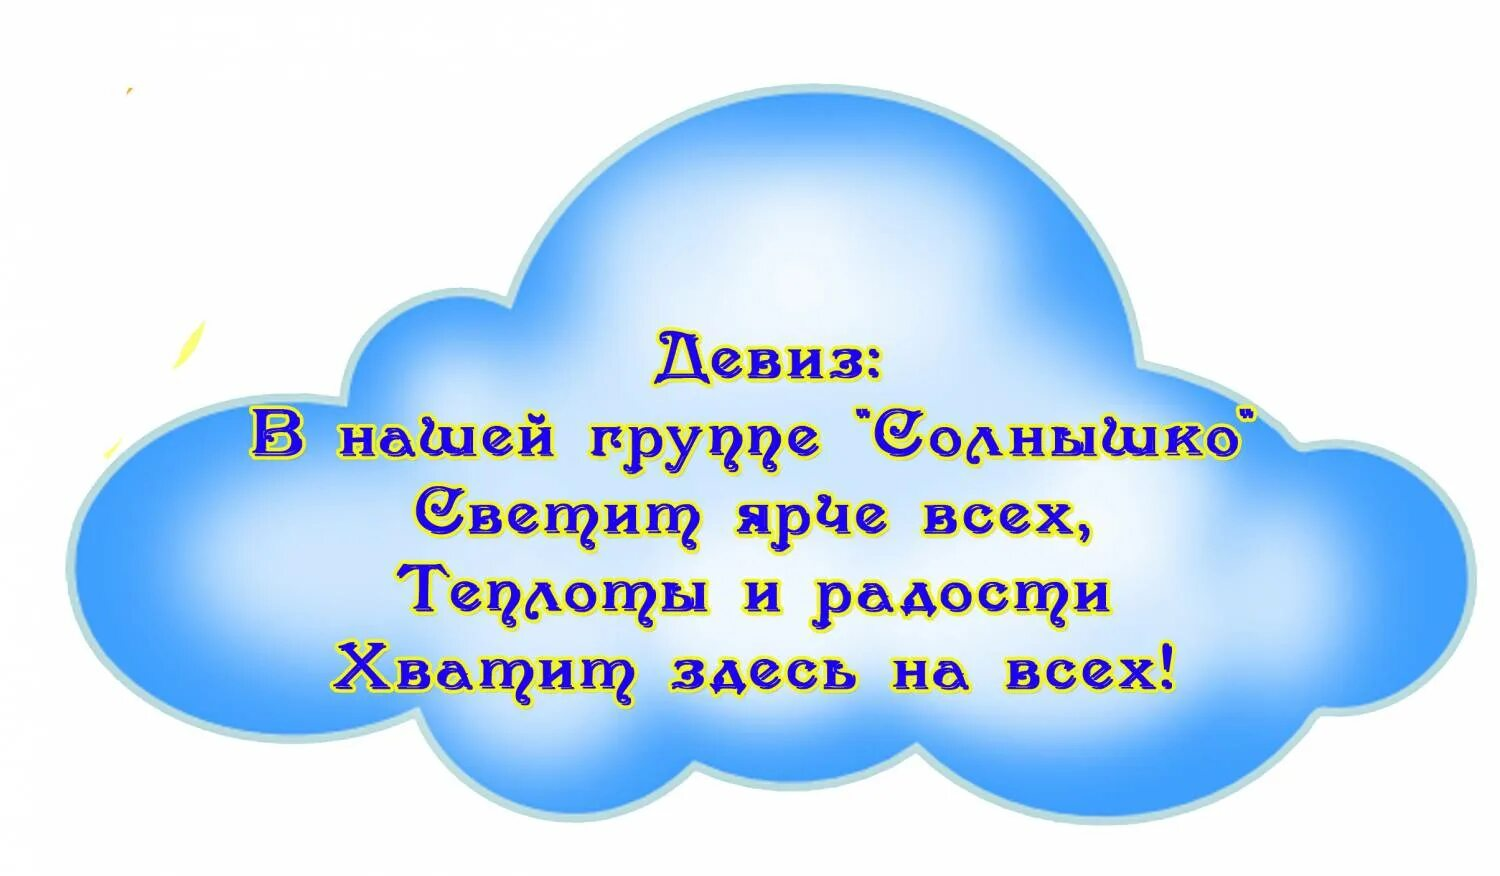 Девиз:
В нашей группе "Солнышко"
Светит ярче всех,
Теплоты и радости
Хватит здесь на всех!